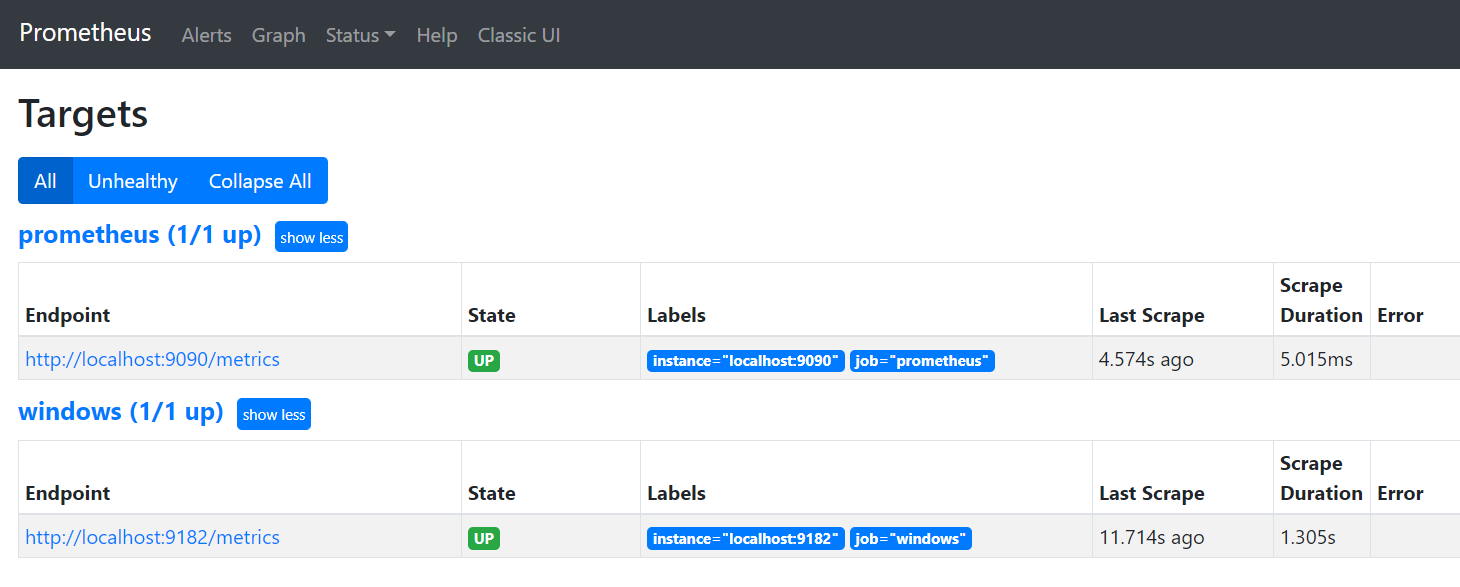 Prometheus Alerts Graph Status Help Classic UI
Targets
All Unhealthy Collapse All
prometheus (1/1 up) show less
Endpoint State Labels Last Scrape Scrape Duration Error
http://localhost:9090/metrics UP instance="localhost:9090" job="prometheus" 4.574s ago 5.015ms
windows (1/1 up) show less
Endpoint State Labels Last Scrape Scrape Duration Error
http://localhost:9182/metrics UP instance="localhost:9182" job="windows" 11.714s ago 1.305s